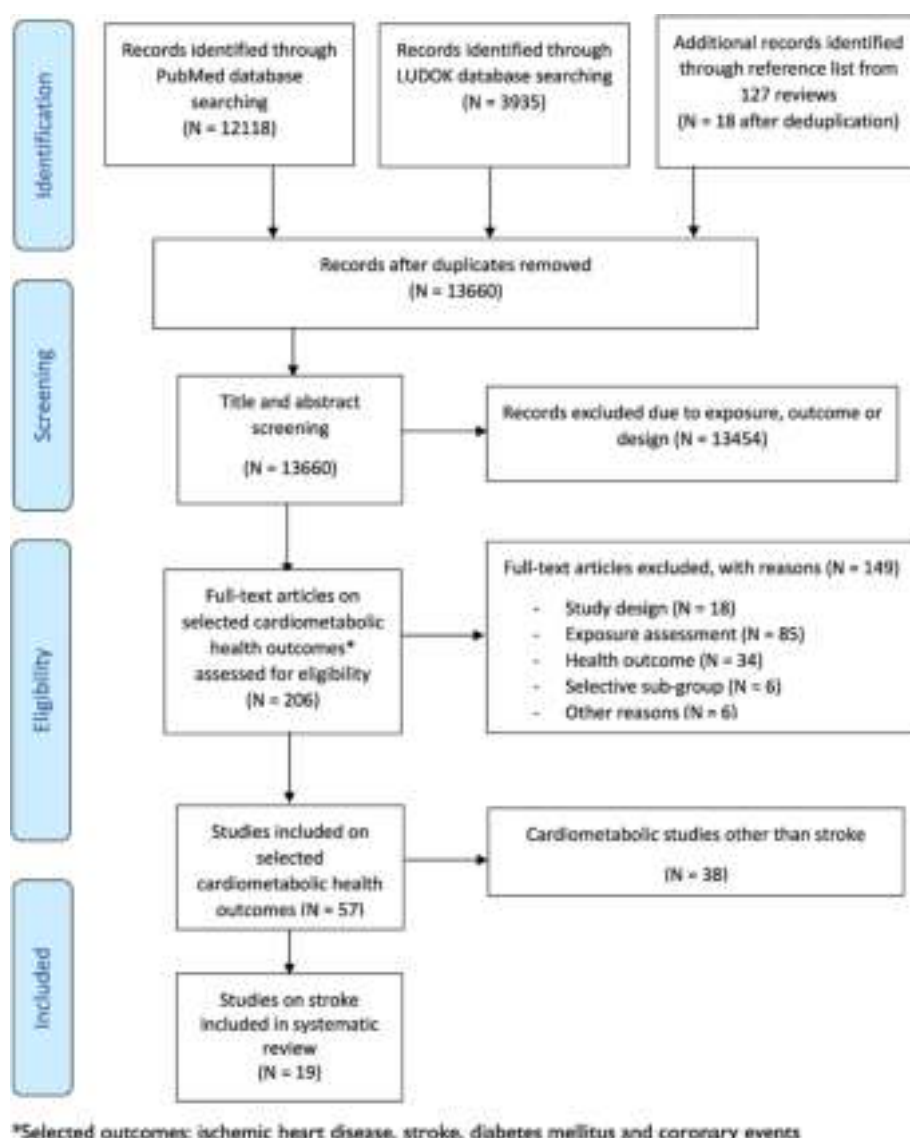 Identification
Records identified through
PubMed database
searching
(N = 12118)
Records identified through
LUDOK database searching
(N = 3935)
Additional records identified
through reference list from
127 reviews
(N = 18 after deduplication)
Records after duplicates removed
(N = 13660)
Screening
Title and abstract
screening
(N = 13660)
Records excluded due to exposure, outcome or
design (N = 13454)
Eligibility
Full-text articles on
selected cardiometabolic
health outcomes*
assessed for eligibility
(N = 206)
Full-text articles excluded, with reasons (N = 149)
- Study design (N = 18)
- Exposure assessment (N = 85)
- Health outcome (N = 34)
- Selective sub-group (N = 6)
- Other reasons (N = 6)
Studies included on
selected
cardiometabolic health
outcomes (N = 57)
Cardiometabolic studies other than stroke
(N = 38)
Included
Studies on stroke
included in systematic
review
(N = 19)
*Selected outcomes: ischemic heart disease, stroke, diabetes mellitus and coronary events